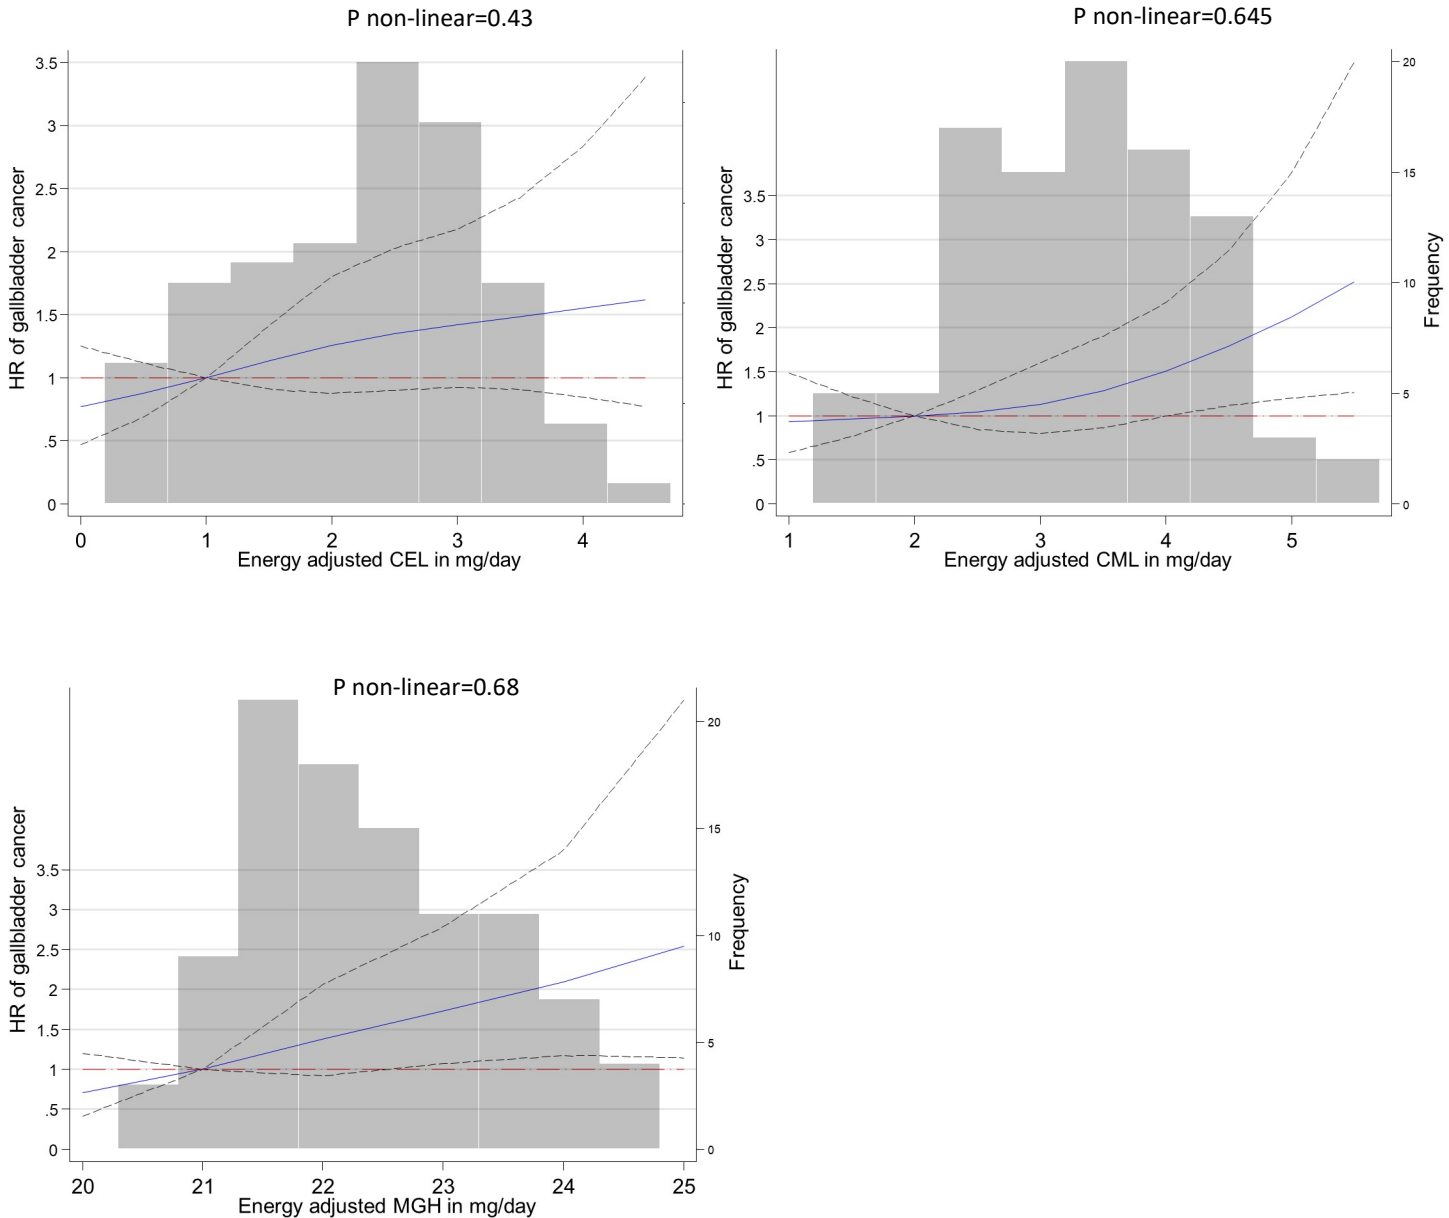 P non-linear=0.43
3.5
3
2.5
2
1.5
1
.5
0
HR of gallbladder cancer
0 1 2 3 4
Energy adjusted CEL in mg/day
P non-linear=0.645
3.5
3
2.5
2
1.5
1
.5
0
HR of gallbladder cancer
20
15
10
5
0
Frequency
1 2 3 4 5
Energy adjusted CML in mg/day
P non-linear=0.68
3.5
3
2.5
2
1.5
1
.5
0
HR of gallbladder cancer
20
15
10
5
0
Frequency
20 21 22 23 24 25
Energy adjusted MGH in mg/day